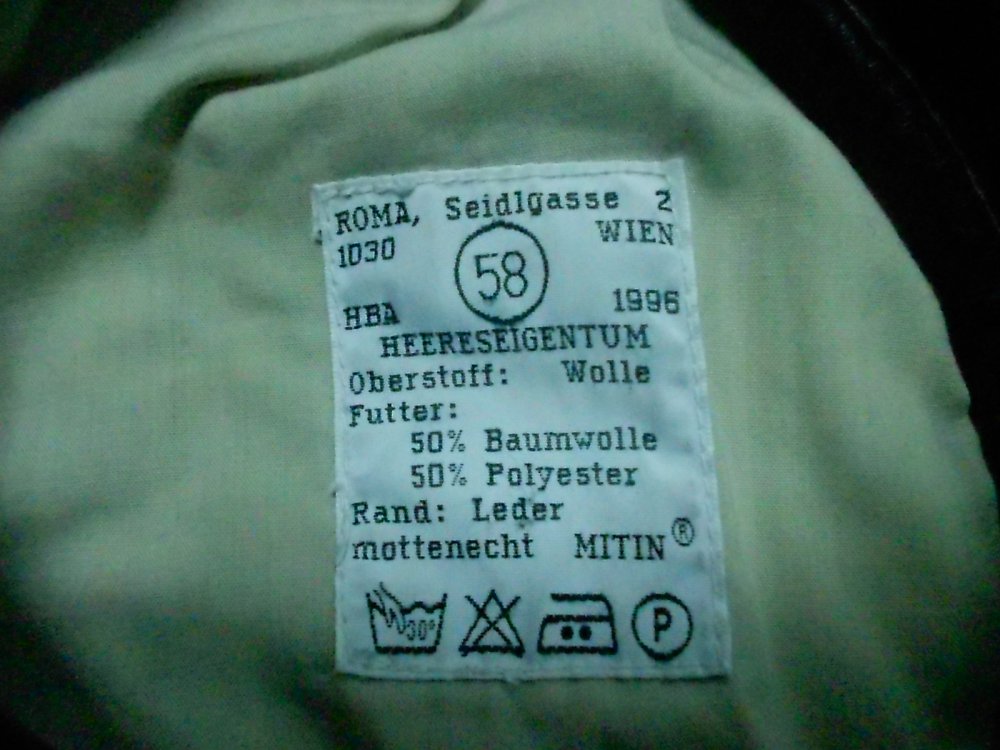 ROMA, Seidlgasse 2
1030 WIEN
58
HBA 1996
HEERESEIGENTUM
Oberstoff: Wolle
Futter:
50% Baumwolle
50% Polyester
Rand: Leder
mottenecht MITIN®
30° P